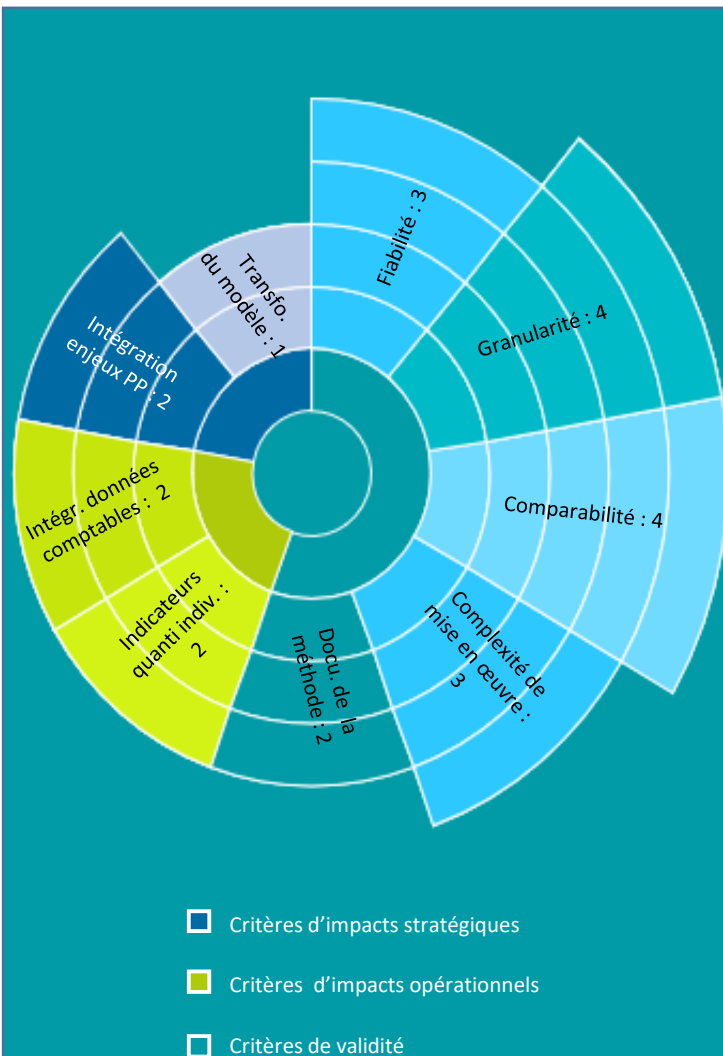 Fiabilité : 3
Granularité : 4
Comparabilité : 4
Complexité de
mise en œuvre :
3
Docu. de la
méthode : 2
Indicateurs
quanti indiv. :
2
Intégr. données
comptables : 2
Intégration
enjeux PP : 2
Transfo.
du modèle : 1
Critères d’impacts stratégiques
Critères d’impacts opérationnels
Critères de validité